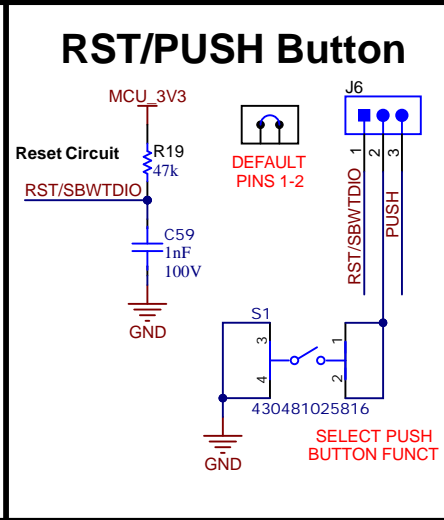 RST/PUSH Button
MCU_3V3
Reset Circuit
R19
47k
RST/SBWTDIO
C59
1nF
100V
GND
DEFAULT
PINS 1-2
J6
1
2
3
RST/SBWTDIO
PUSH
S1
3
4
1
2
430481025816
GND
SELECT PUSH
BUTTON FUNCT